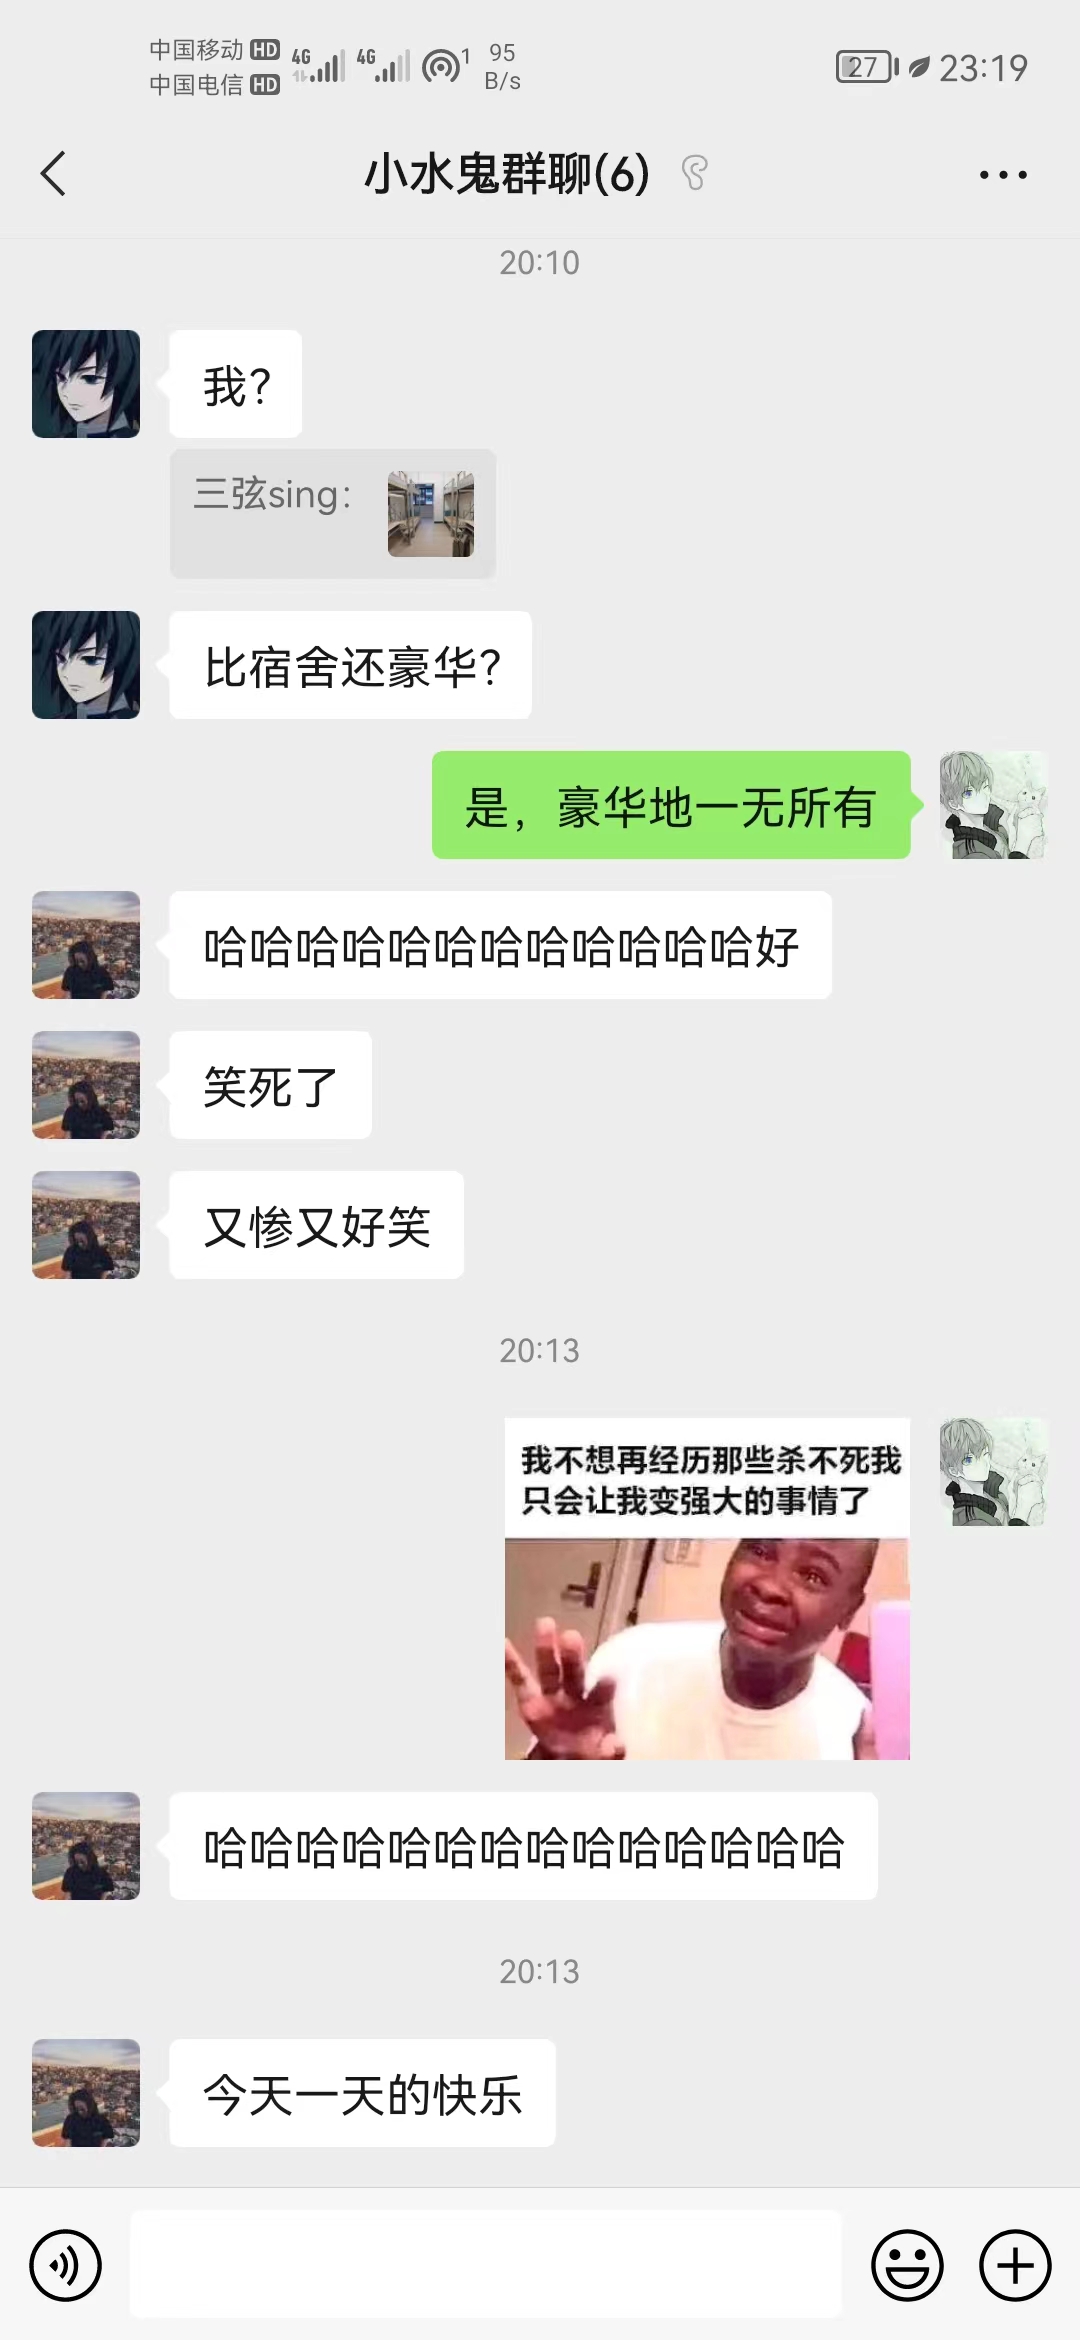 中国移动 HD 4G 4G 1 95
中国电信 HD B/s
27 23:19
小水鬼群聊(6)
20:10
我?
三弦sing:
比宿舍还豪华?
是，豪华地一无所有
哈哈哈哈哈哈哈哈哈哈哈哈好
笑死了
又惨又好笑
20:13
我不想再经历那些杀不死我
只会让我变强大的事情了
哈哈哈哈哈哈哈哈哈哈哈哈哈哈
20:13
今天一天的快乐